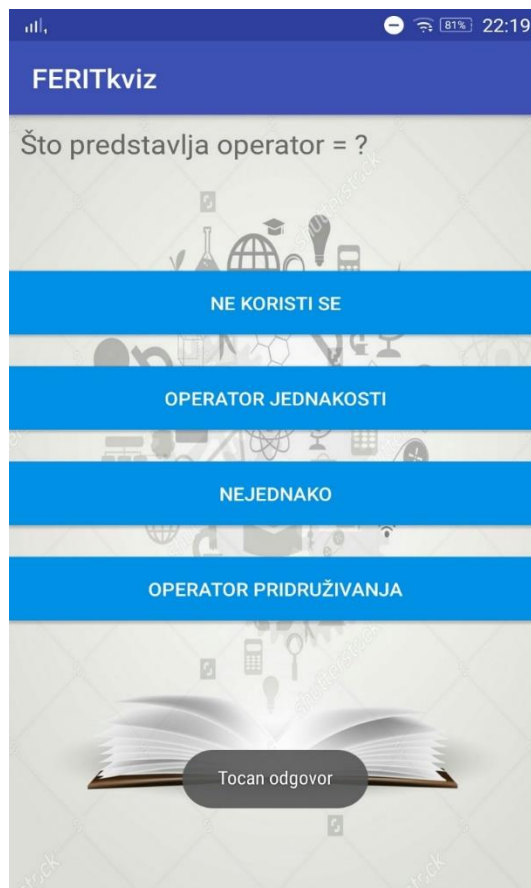 81% 22:19
FERITkviz
Što predstavlja operator = ?
NE KORISTI SE
OPERATOR JEDNAKOSTI
NEJEDNAKO
OPERATOR PRIDRUŽIVANJA
Tocan odgovor